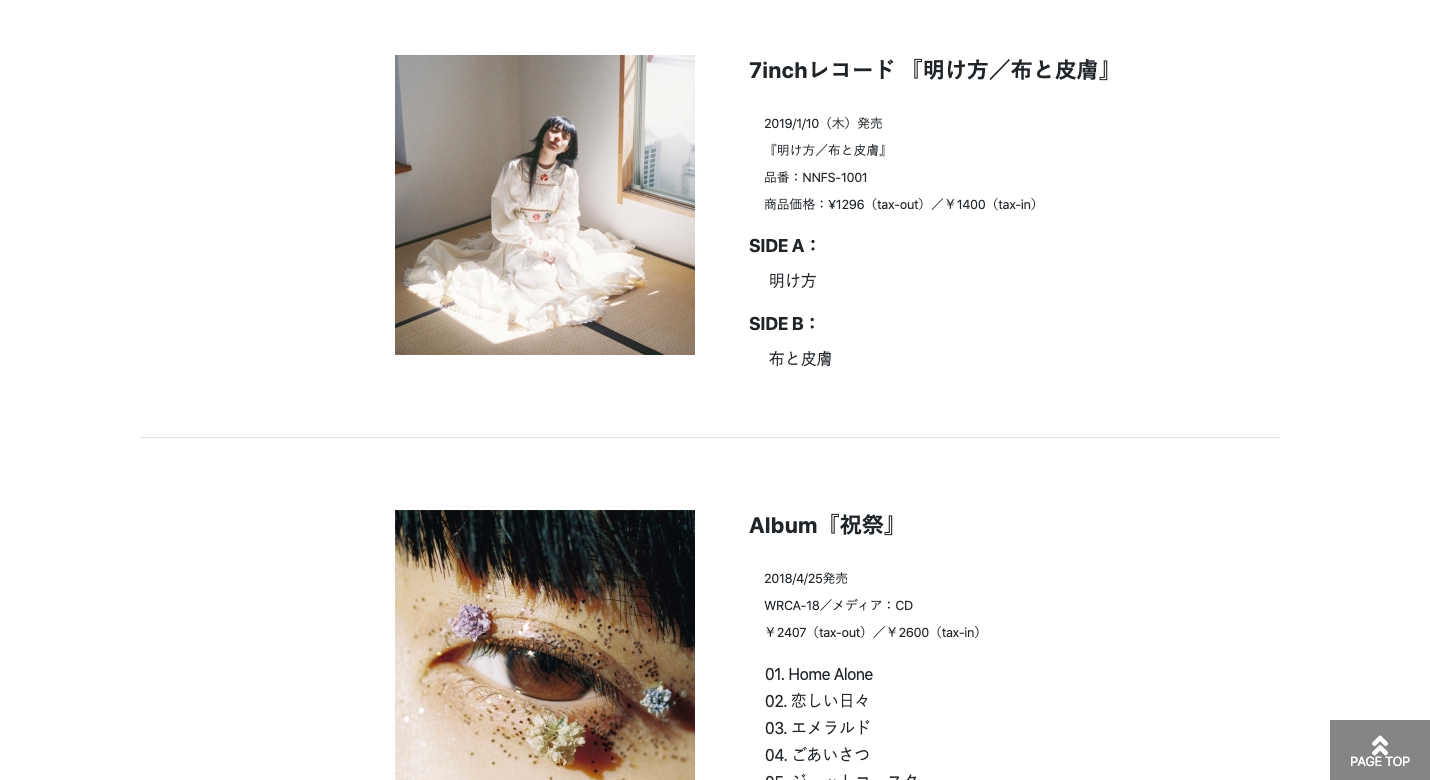 7inchレコード 『明け方／布と皮膚』
2019/1/10（木）発売
『明け方／布と皮膚』
品番：NNFS-1001
商品価格：¥1296（tax-out）／￥1400（tax-in）
SIDE A：
明け方
SIDE B：
布と皮膚
Album『祝祭』
2018/4/25発売
WRCA-18／メディア：CD
￥2407（tax-out）／￥2600（tax-in）
01. Home Alone
02. 恋しい日々
03. エメラルド
04. ごあいさつ
PAGE TOP